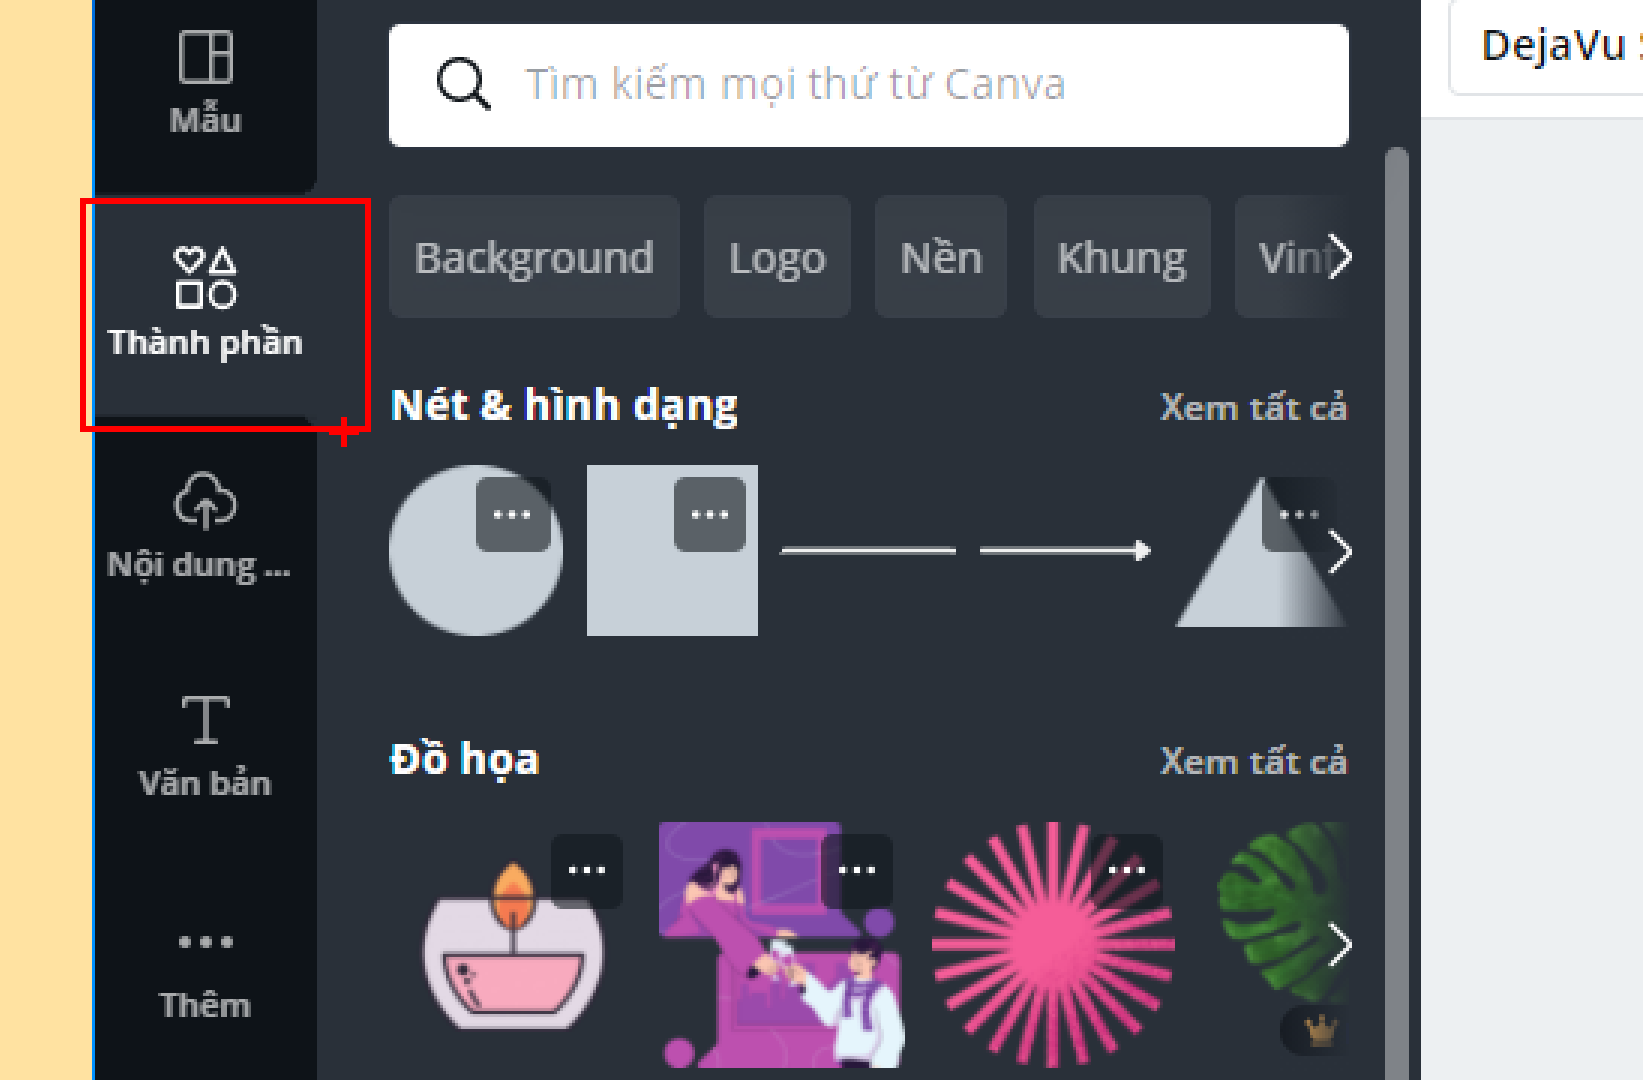 Mẫu
Thành phần
Nội dung ...
Văn bản
Thêm
Tìm kiếm mọi thứ từ Canva
Background
Logo
Nền
Khung
Vint
Nét & hình dạng
Xem tất cả
Đồ họa
Xem tất cả
DejaVu